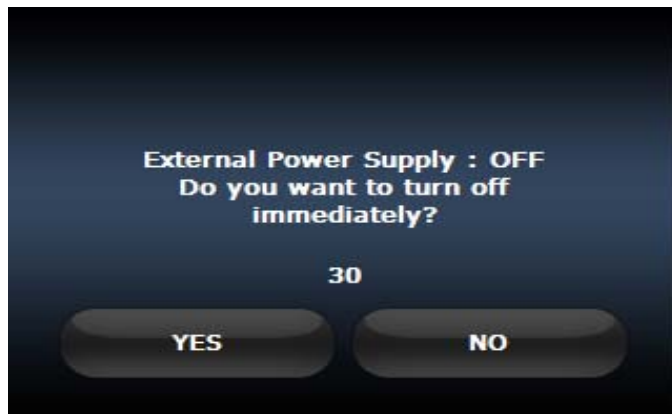 External Power Supply : OFF
Do you want to turn off
immediately?
30
YES NO